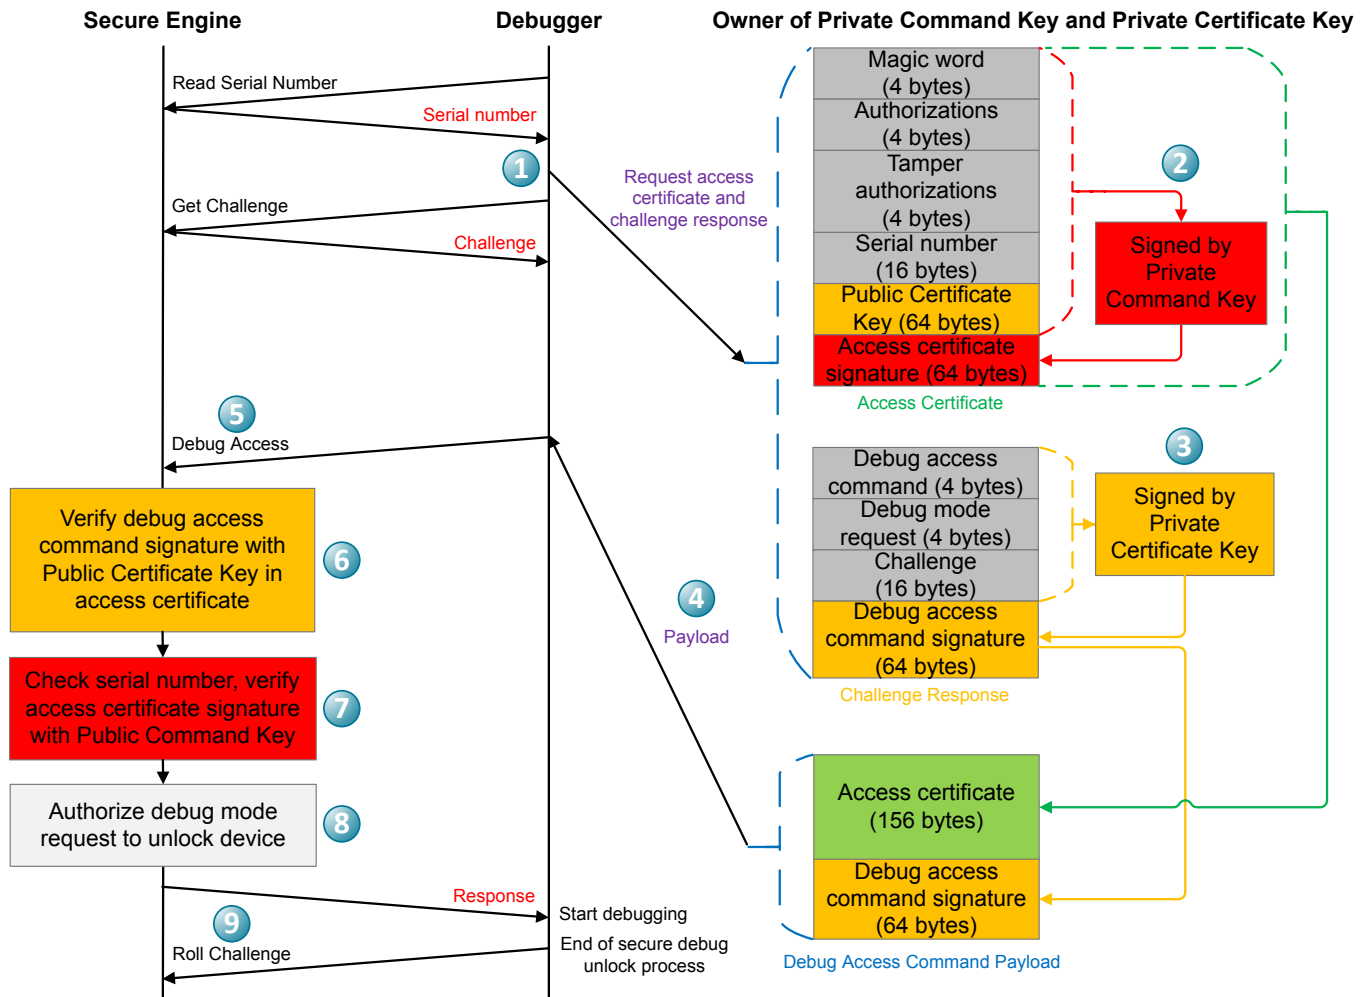 Secure Engine
Debugger
Owner of Private Command Key and Private Certificate Key
Read Serial Number
Serial number
1
Get Challenge
Challenge
Request access
certificate and
challenge response
Magic word
(4 bytes)
Authorizations
(4 bytes)
Tamper
authorizations
(4 bytes)
Serial number
(16 bytes)
Public Certificate
Key (64 bytes)
Access certificate
signature (64 bytes)
Access Certificate
2
Signed by
Private
Command Key
5
Debug Access
Verify debug access
command signature with
Public Certificate Key in
access certificate
6
Check serial number, verify
access certificate signature
with Public Command Key
7
Authorize debug mode
request to unlock device
8
4
Payload
Debug access
command (4 bytes)
Debug mode
request (4 bytes)
Challenge
(16 bytes)
Debug access
command signature
(64 bytes)
Challenge Response
3
Signed by
Private
Certificate Key
Access certificate
(156 bytes)
Debug access
command signature
(64 bytes)
Debug Access Command Payload
Response
Start debugging
9
Roll Challenge
End of secure debug
unlock process